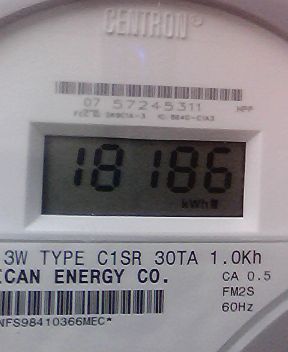 CENTRON®
07 57245311 HPP
18186
kWh
3W TYPE C1SR 30TA 1.0Kh
ICAN ENERGY CO.
CA 0.5
FM2S
60Hz
NFS98410366MEC*